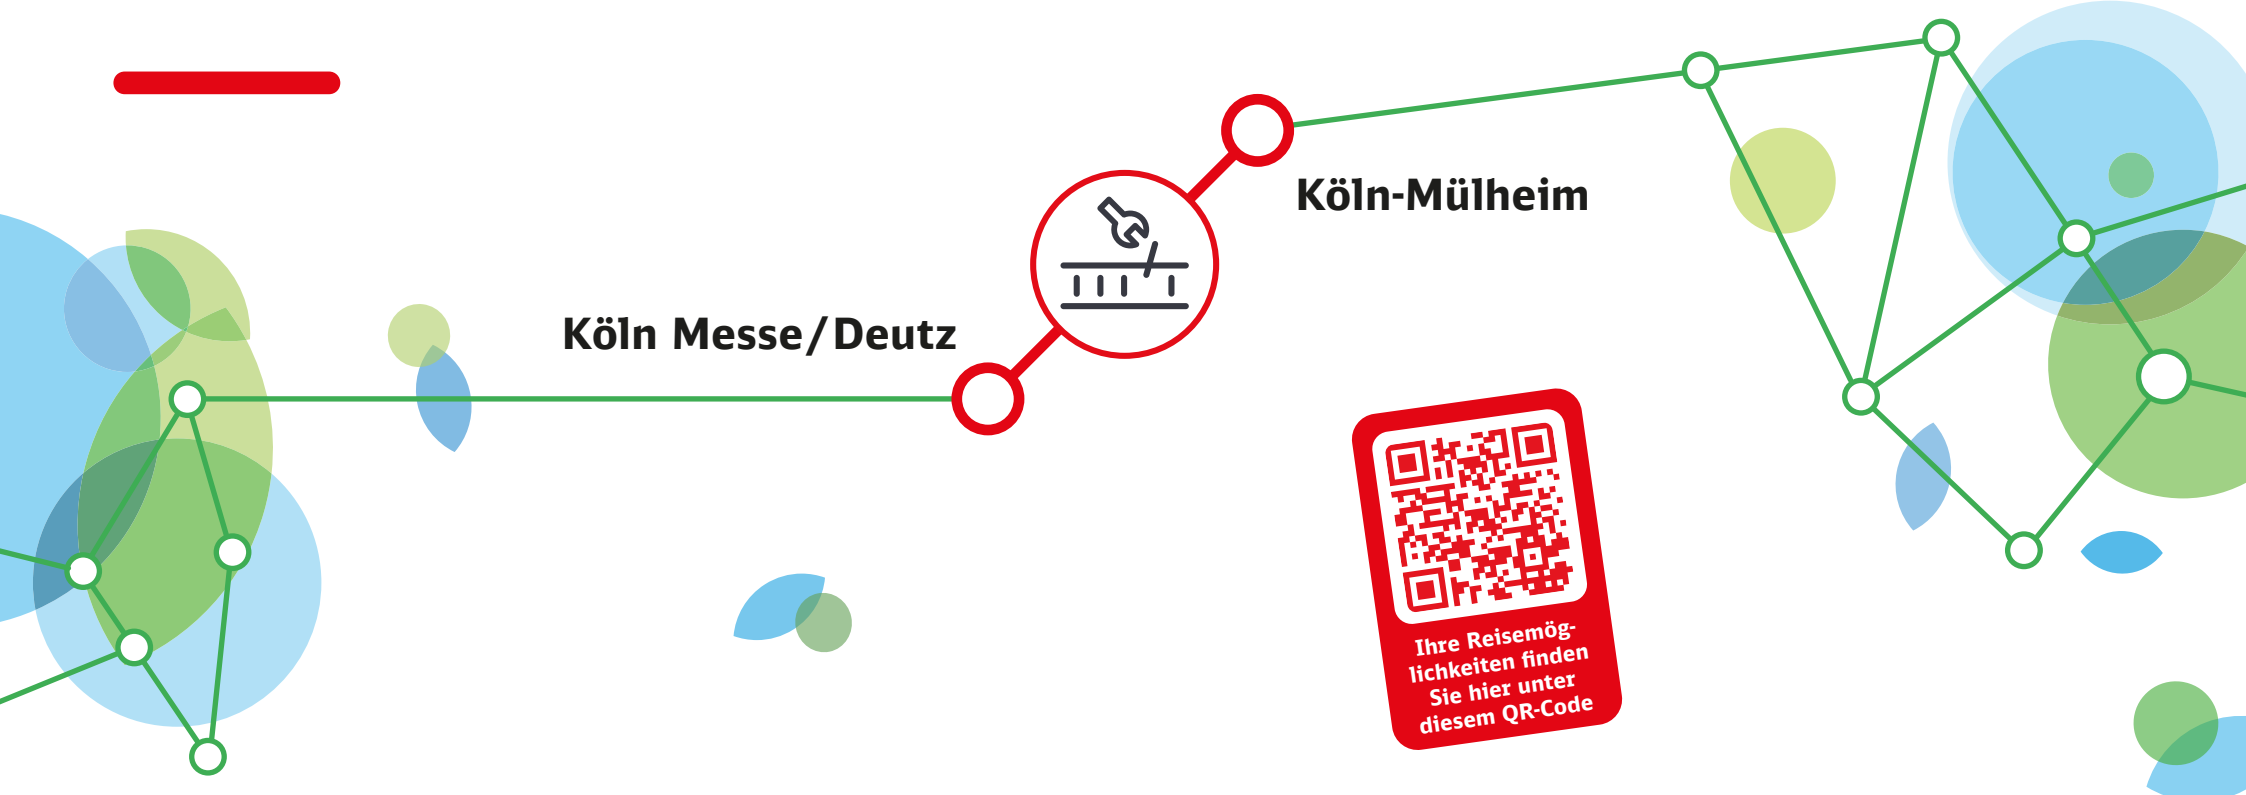 Köln-Mülheim
Köln Messe/Deutz
Ihre Reisemög-
lichkeiten finden
Sie hier unter
diesem QR-Code